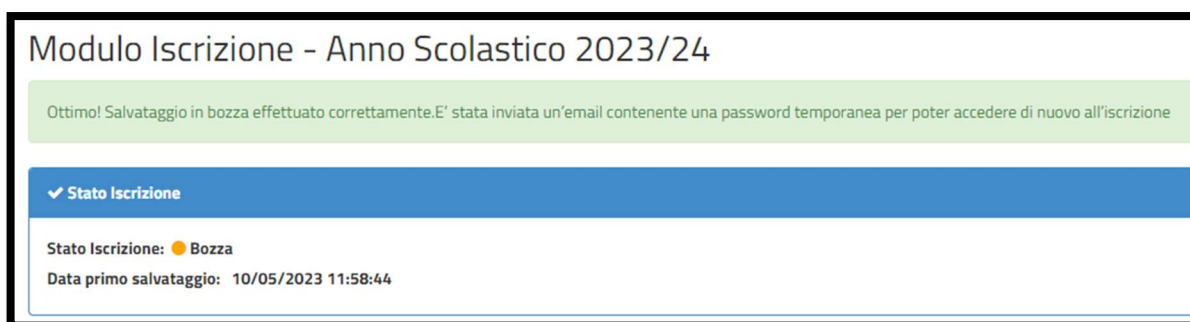 Modulo Iscrizione - Anno Scolastico 2023/24
Ottimo! Salvataggio in bozza effettuato correttamente.E' stata inviata un'email contenente una password temporanea per poter accedere di nuovo all'iscrizione
Stato Iscrizione
Stato Iscrizione: Bozza
Data primo salvataggio: 10/05/2023 11:58:44